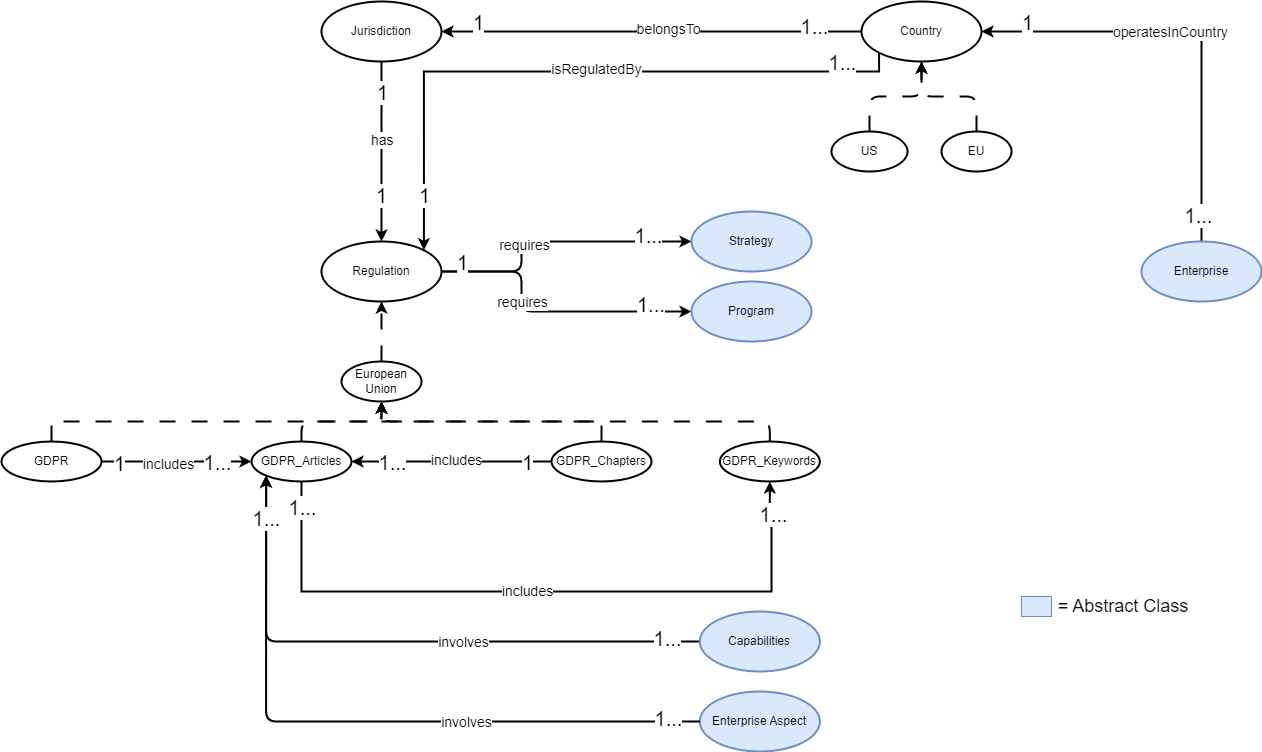 Jurisdiction
1
belongsTo
1...
Country
1
operatesInCountry
isRegulatedBy
1...
1
has
US
EU
1
1
1...
Strategy
requires
1...
Regulation
1
Enterprise
requires
1...
Program
European
Union
GDPR
1
includes
1...
GDPR_Articles
1...
includes
1
GDPR_Chapters
GDPR_Keywords
1...
1...
1...
includes
= Abstract Class
involves
1...
Capabilities
involves
1...
Enterprise Aspect